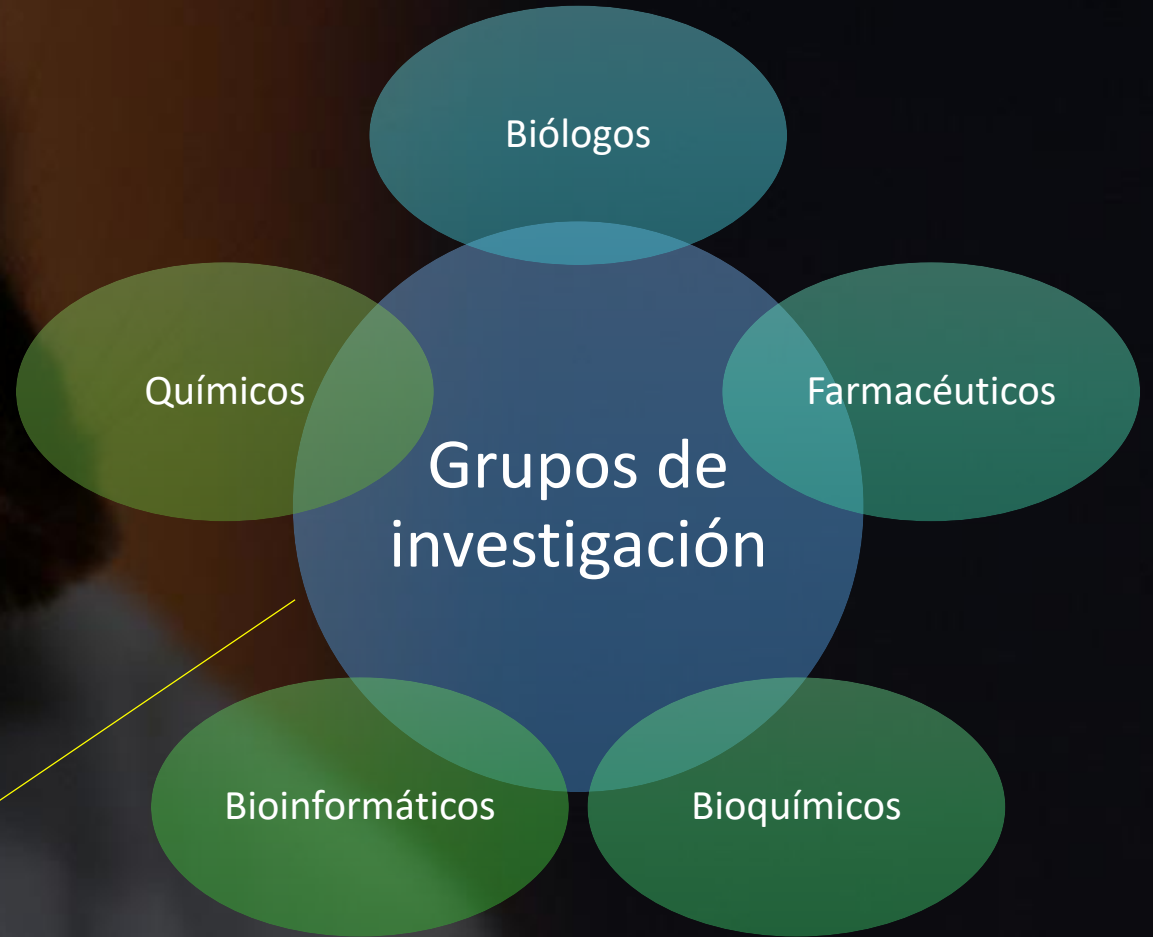 Biólogos
Químicos
Farmacéuticos
Grupos de
investigación
Bioinformáticos
Bioquímicos